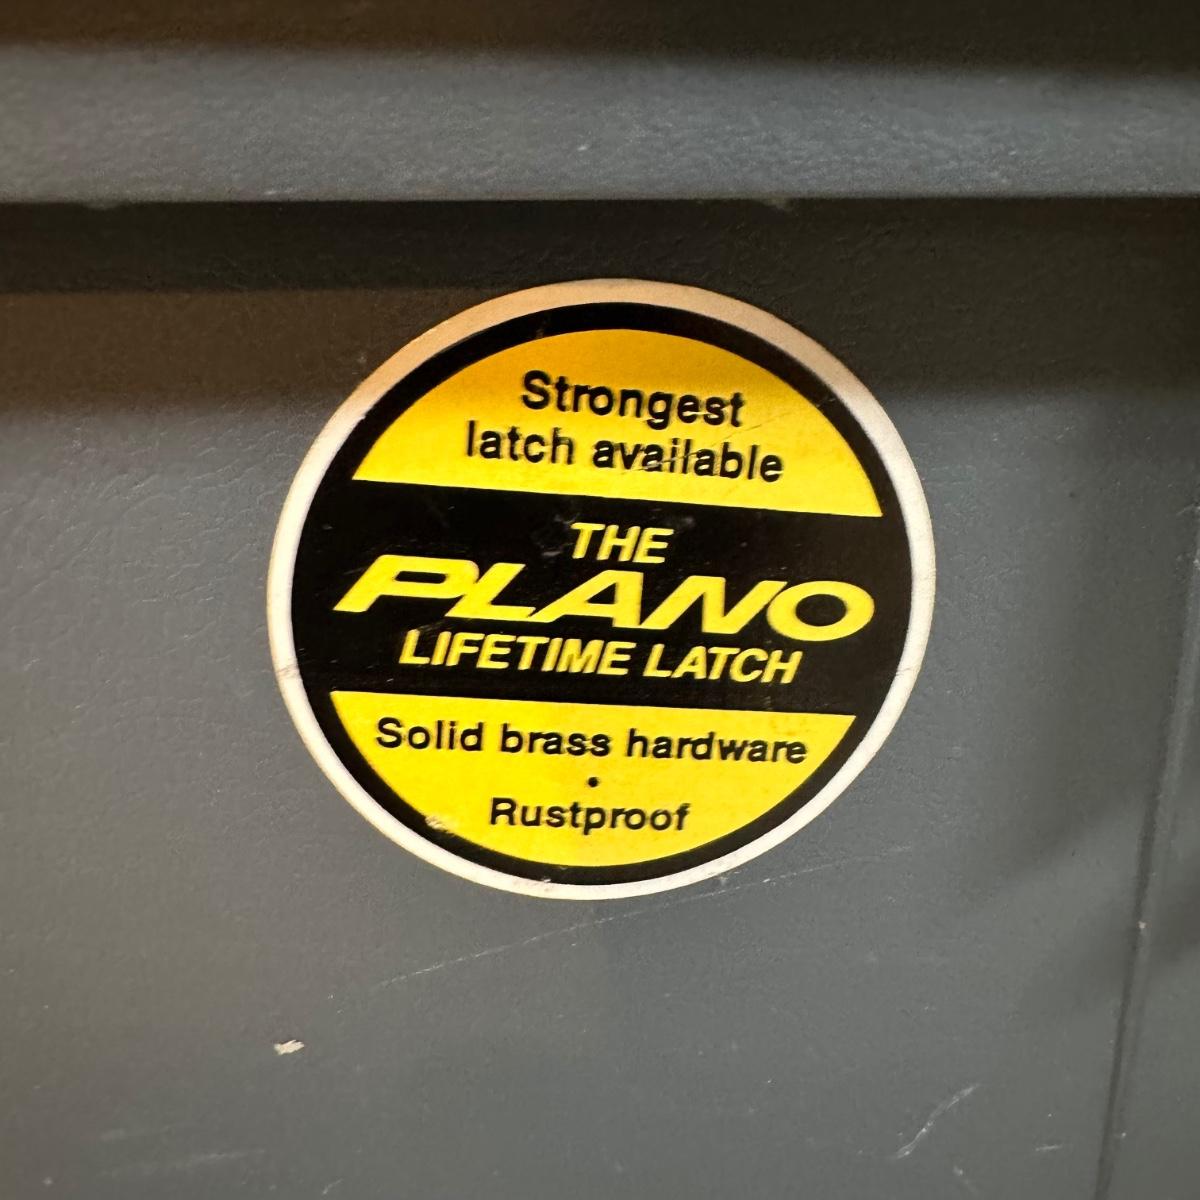 Strongest
latch available
THE
PLANO
LIFETIME LATCH
Solid brass hardware
•
Rustproof